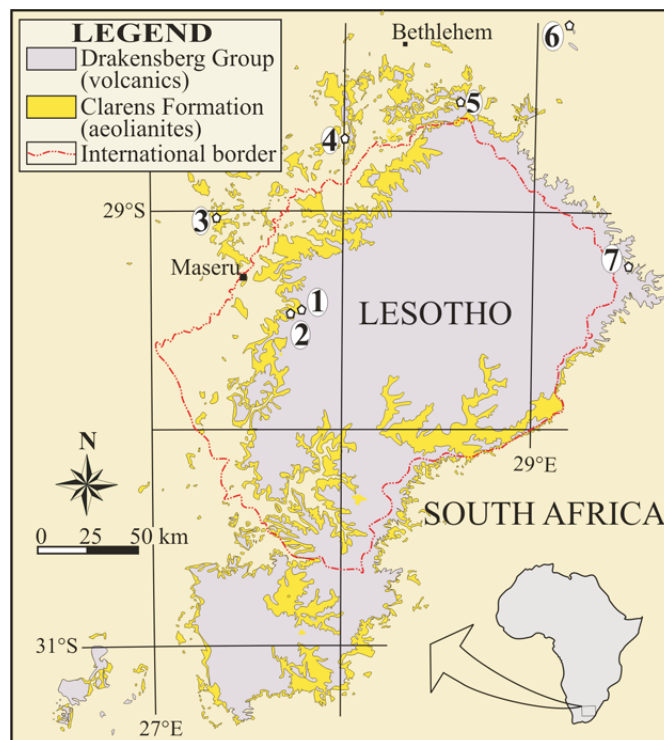 LEGEND
Drakensberg Group
(volcanics)
Clarens Formation
(aeolianites)
International border
Bethlehem
6
5
4
29°S
3
Maseru
7
1
2
LESOTHO
N
29°E
0 25 50 km
SOUTH AFRICA
31°S
27°E